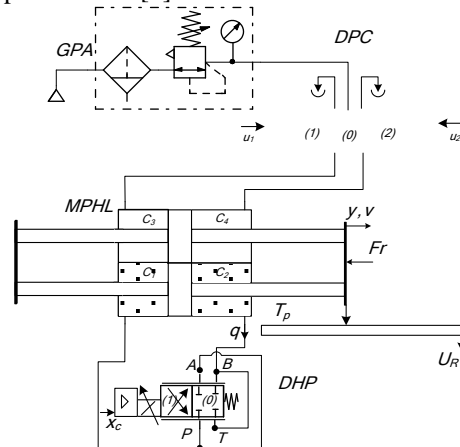 GPA
DPC
(1) (0) (2)
u1
u2
MPHL
C3 C4
y, v
Fr
C1 C2
Tp
q
UR
A B
DHP
(1) (0)
xc
P T